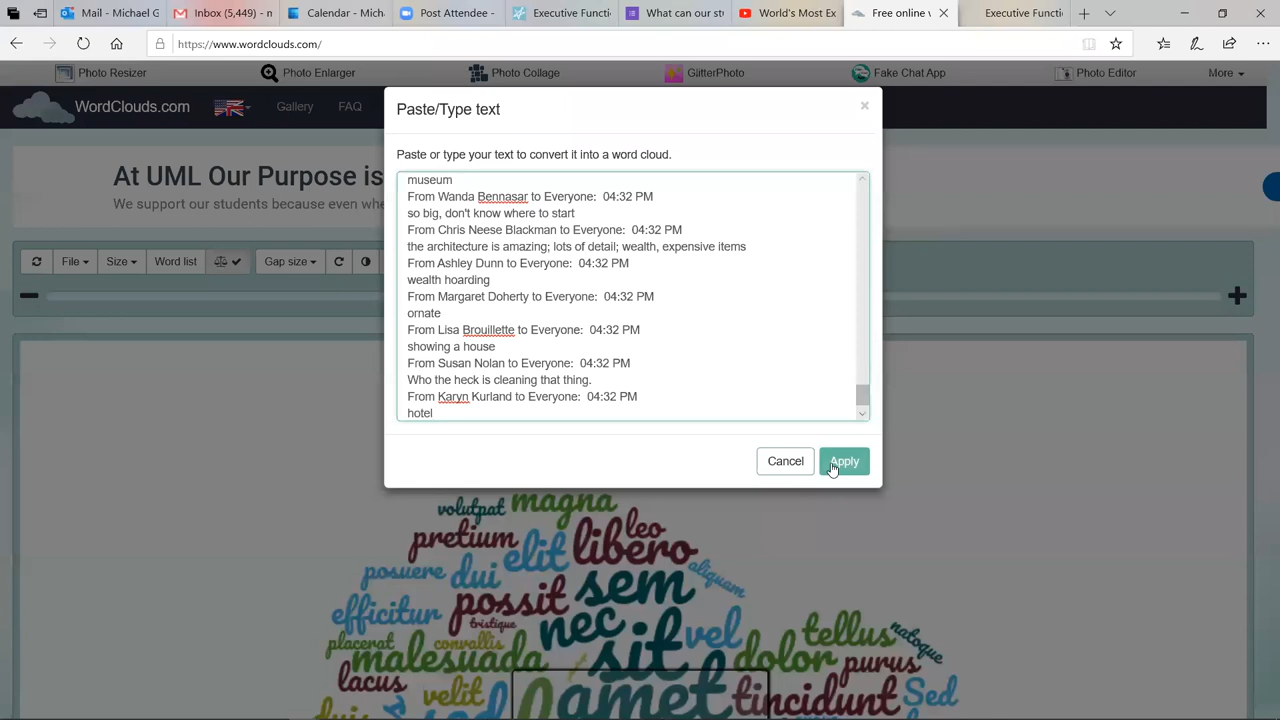 Mail - Michael G
Inbox (5,449) - n
Calendar - Mich
Post Attendee -
Executive Functi
What can our stu
World's Most Ex
Free online w
Executive Functi
https://www.wordclouds.com/
Photo Resizer
Photo Enlarger
Photo Collage
GlitterPhoto
Fake Chat App
Photo Editor
More
WordClouds.com
Gallery
FAQ
Paste/Type text
×
At UML Our Purpose is
We support our students because even whe
Paste or type your text to convert it into a word cloud.
museum
From Wanda Bennasar to Everyone: 04:32 PM
so big, don't know where to start
From Chris Neese Blackman to Everyone: 04:32 PM
the architecture is amazing; lots of detail; wealth, expensive items
From Ashley Dunn to Everyone: 04:32 PM
wealth hoarding
From Margaret Doherty to Everyone: 04:32 PM
ornate
From Lisa Brouillette to Everyone: 04:32 PM
showing a house
From Susan Nolan to Everyone: 04:32 PM
Who the heck is cleaning that thing.
From Karyn Kurland to Everyone: 04:32 PM
hotel
File
Size
Word list
Gap size
Cancel
Apply
volutpat
magna
leo
pretium
elit
libero
posuere
dui
sem
aliquam
efficitur
possit
tristique
nec
vel
tellus
natoque
placerat
convallis
malesuada
sit
dolor
purus
lacus
velit
amet
tincidunt
Sed
duis